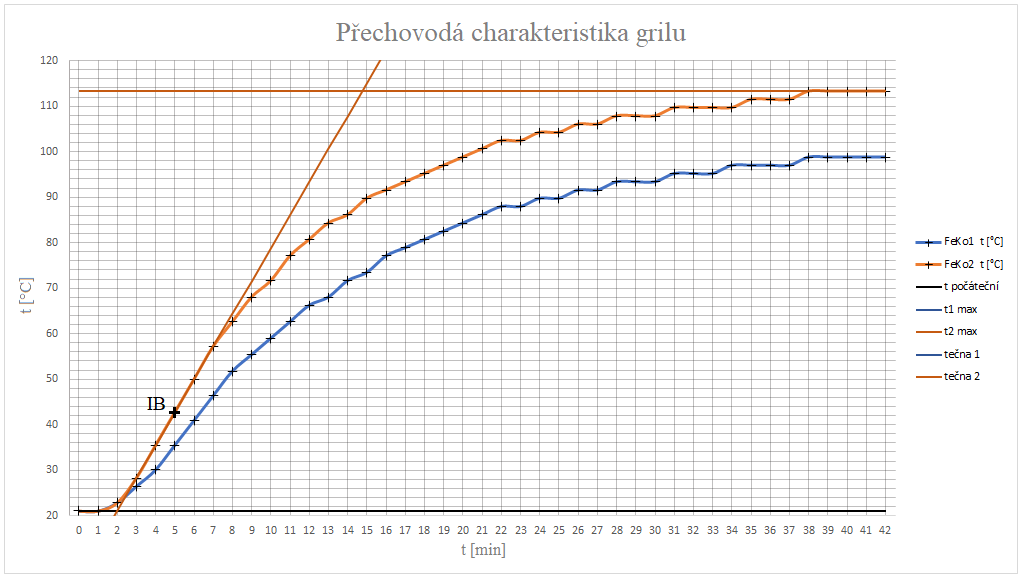 Přechovodá charakteristika grilu
120
110
100
90
80
70
60
50
40
30
20
t [°C]
IB
0 1 2 3 4 5 6 7 8 9 10 11 12 13 14 15 16 17 18 19 20 21 22 23 24 25 26 27 28 29 30 31 32 33 34 35 36 37 38 39 40 41 42
t [min]
FeKo1 t [°C]
FeKo2 t [°C]
t počáteční
t1 max
t2 max
tečna 1
tečna 2